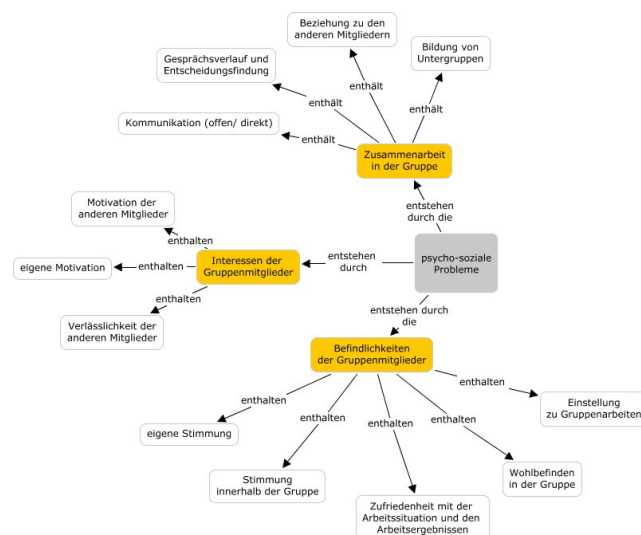 Beziehung zu den
anderen Mitgliedern
Bildung von
Untergruppen
Gesprächsverlauf und
Entscheidungsfindung
enthält
enthält
enthält
Kommunikation (offen/ direkt)
enthält
Zusammenarbeit
in der Gruppe
entstehen
durch die
Motivation der
anderen Mitglieder
enthalten
eigene Motivation
enthalten
Interessen der
Gruppenmitglieder
entstehen
durch
psycho-soziale
Probleme
enthalten
Verlässlichkeit der
anderen Mitglieder
entstehen durch
die
Befindlichkeiten
der Gruppenmitglieder
enthalten
enthalten
enthalten
enthalten
enthalten
Einstellung
zu Gruppenarbeiten
eigene Stimmung
Stimmung
innerhalb der Gruppe
Wohlbefinden
in der Gruppe
Zufriedenheit mit der
Arbeitssituation und den
Arbeitsergebnissen